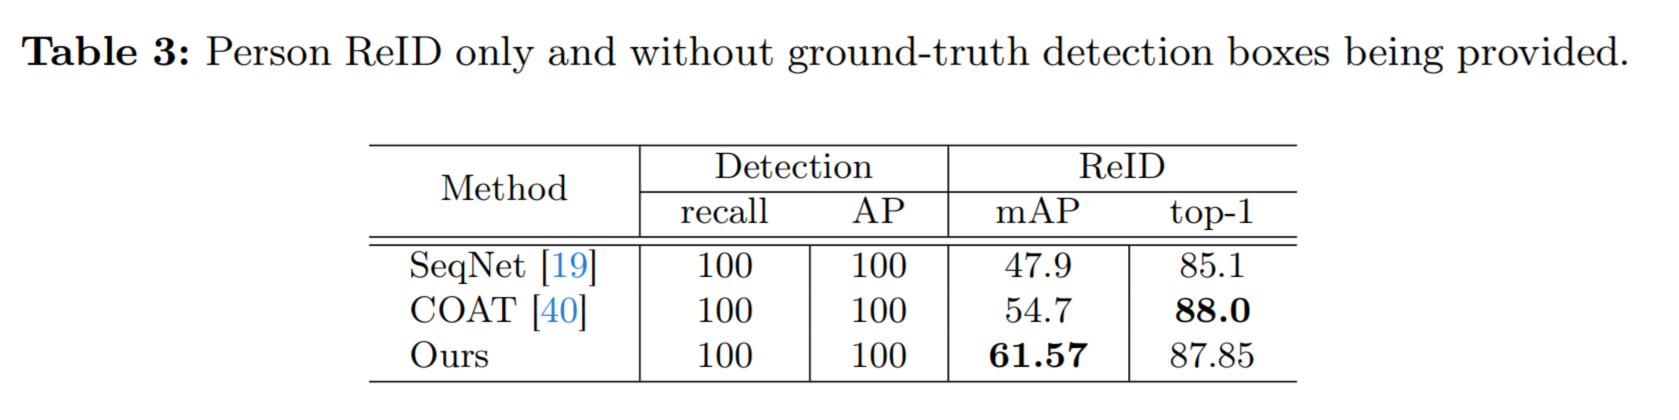 Table 3: Person ReID only and without ground-truth detection boxes being provided.
Method Detection ReID
recall AP mAP top-1
SeqNet [19] 100 100 47.9 85.1
COAT [40] 100 100 54.7 88.0
Ours 100 100 61.57 87.85